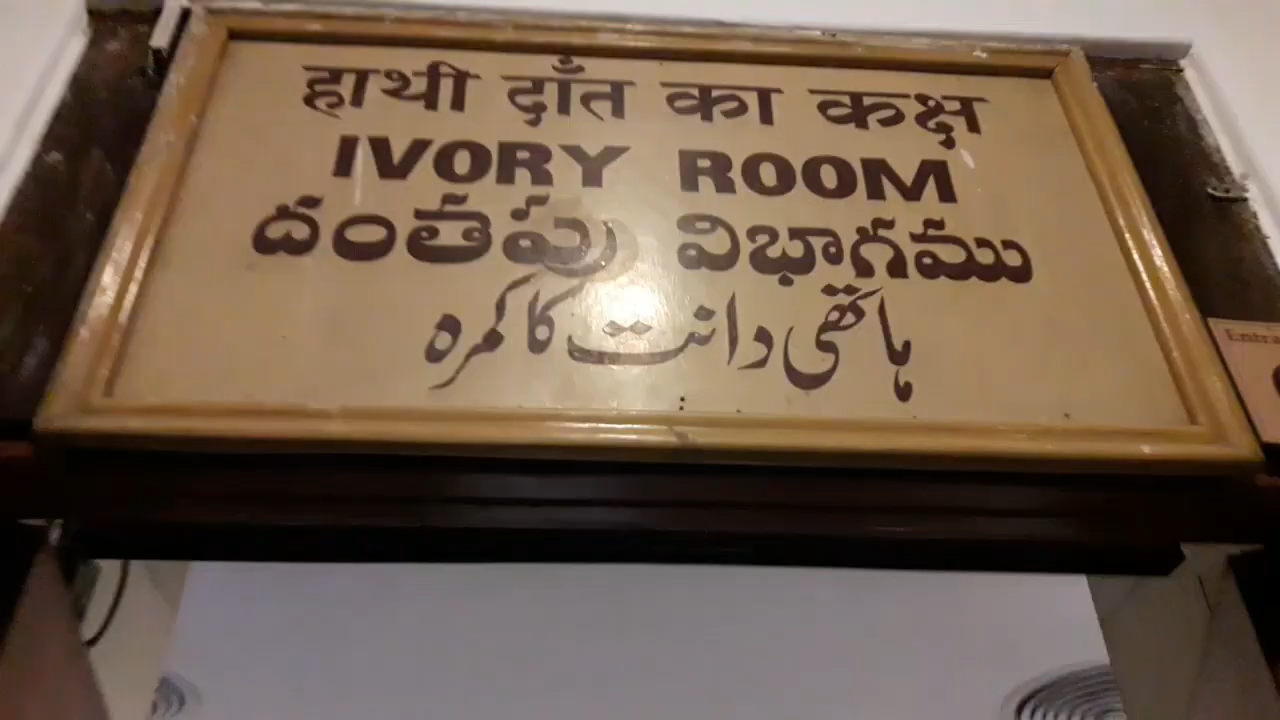 हाथी दाँत का कक्ष
IVORY ROOM
దంతపు విభాగము
ہاتھی دانت کا کمرہ